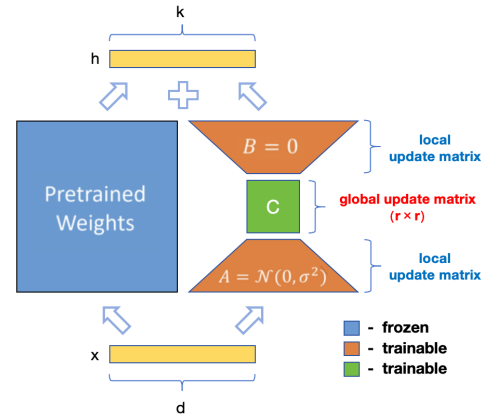 k
h
B = 0
local
update matrix
Pretrained
Weights
C
global update matrix
(r × r)
A = 𝒩(0, σ²)
local
update matrix
- frozen
x
- trainable
- trainable
d